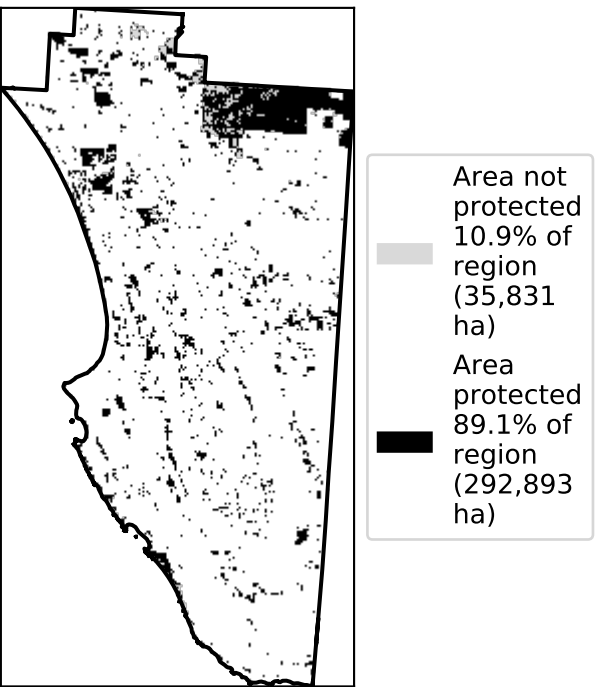 Area not
protected
10.9% of
region
(35,831
ha)
Area
protected
89.1% of
region
(292,893
ha)